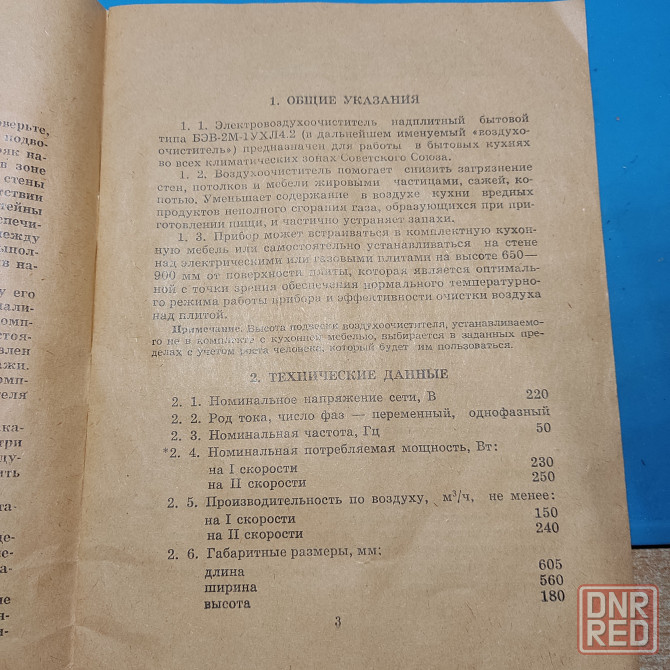 1. ОБЩИЕ УКАЗАНИЯ
1. 1. Электровоздухоочиститель надплитный бытовой
типа БЭВ-2М-1УХЛ4.2 (в дальнейшем именуемый «воздухо-
очиститель») предназначен для работы в бытовых кухнях
во всех климатических зонах Советского Союза.
1. 2. Воздухоочиститель помогает снизить загрязнение
стен, потолков и мебели жировыми частицами, сажей, ко-
потью. Уменьшает содержание в воздухе кухни вредных
продуктов неполного сгорания газа, образующихся при при-
готовлении пищи, и частично устраняет запахи.
1. 3. Прибор может встраиваться в комплектную кухон-
ную мебель или самостоятельно устанавливаться на стене
над электрическими или газовыми плитами на высоте 650—
900 мм от поверхности плиты, которая является оптималь-
ной с точки зрения обеспечения нормального температурно-
го режима работы прибора и эффективности очистки воздуха
над плитой.
Примечание. Высота подвески воздухоочистителя, устанавливаемо-
го не в комплекте с кухонной мебелью, выбирается в заданных пре-
делах с учетом роста человека, который будет им пользоваться.
2. ТЕХНИЧЕСКИЕ ДАННЫЕ
2. 1. Номинальное напряжение сети, В 220
2. 2. Род тока, число фаз — переменный, однофазный
2. 3. Номинальная частота, Гц 50
*2. 4. Номинальная потребляемая мощность, Вт:
на I скорости 230
на II скорости 250
2. 5. Производительность по воздуху, м³/ч, не менее:
на I скорости 150
на II скорости 240
2. 6. Габаритные размеры, мм:
длина 605
ширина 560
высота 180
3
DNR
RED